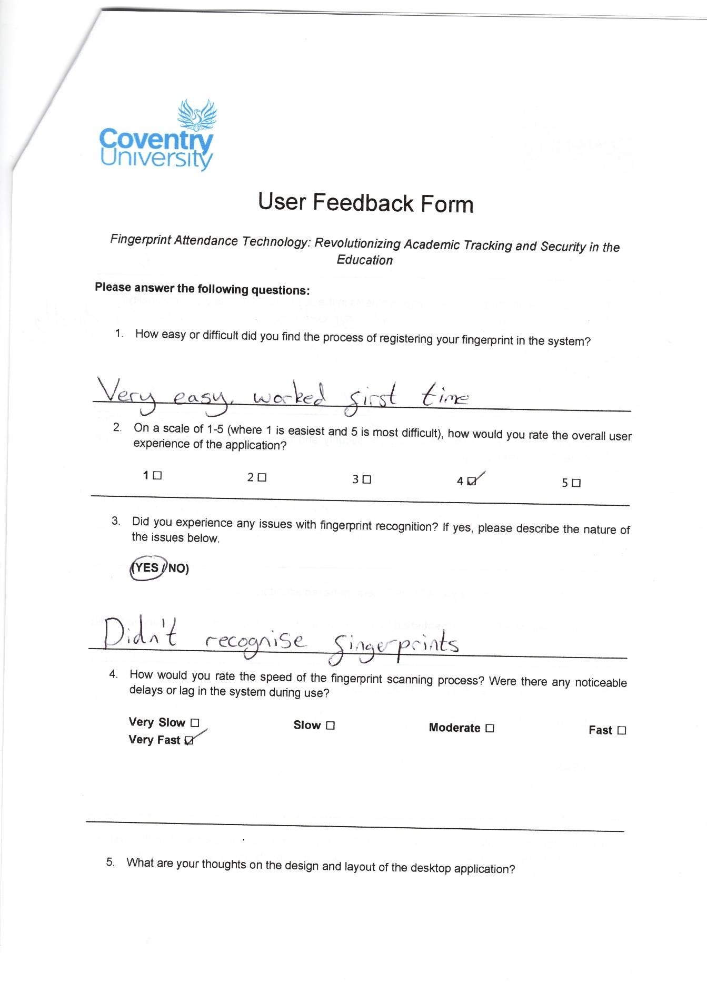 Coventry
University
User Feedback Form
Fingerprint Attendance Technology: Revolutionizing Academic Tracking and Security in the
Education
Please answer the following questions:
1. How easy or difficult did you find the process of registering your fingerprint in the system?
Very easy, worked first time
2. On a scale of 1-5 (where 1 is easiest and 5 is most difficult), how would you rate the overall user
experience of the application?
1 ☐ 2 ☐ 3 ☐ 4 ☑ 5 ☐
3. Did you experience any issues with fingerprint recognition? If yes, please describe the nature of
the issues below.
(YES / NO)
Didn't recognise fingerprints
4. How would you rate the speed of the fingerprint scanning process? Were there any noticeable
delays or lag in the system during use?
Very Slow ☐ Slow ☐ Moderate ☐ Fast ☐
Very Fast ☑
5. What are your thoughts on the design and layout of the desktop application?